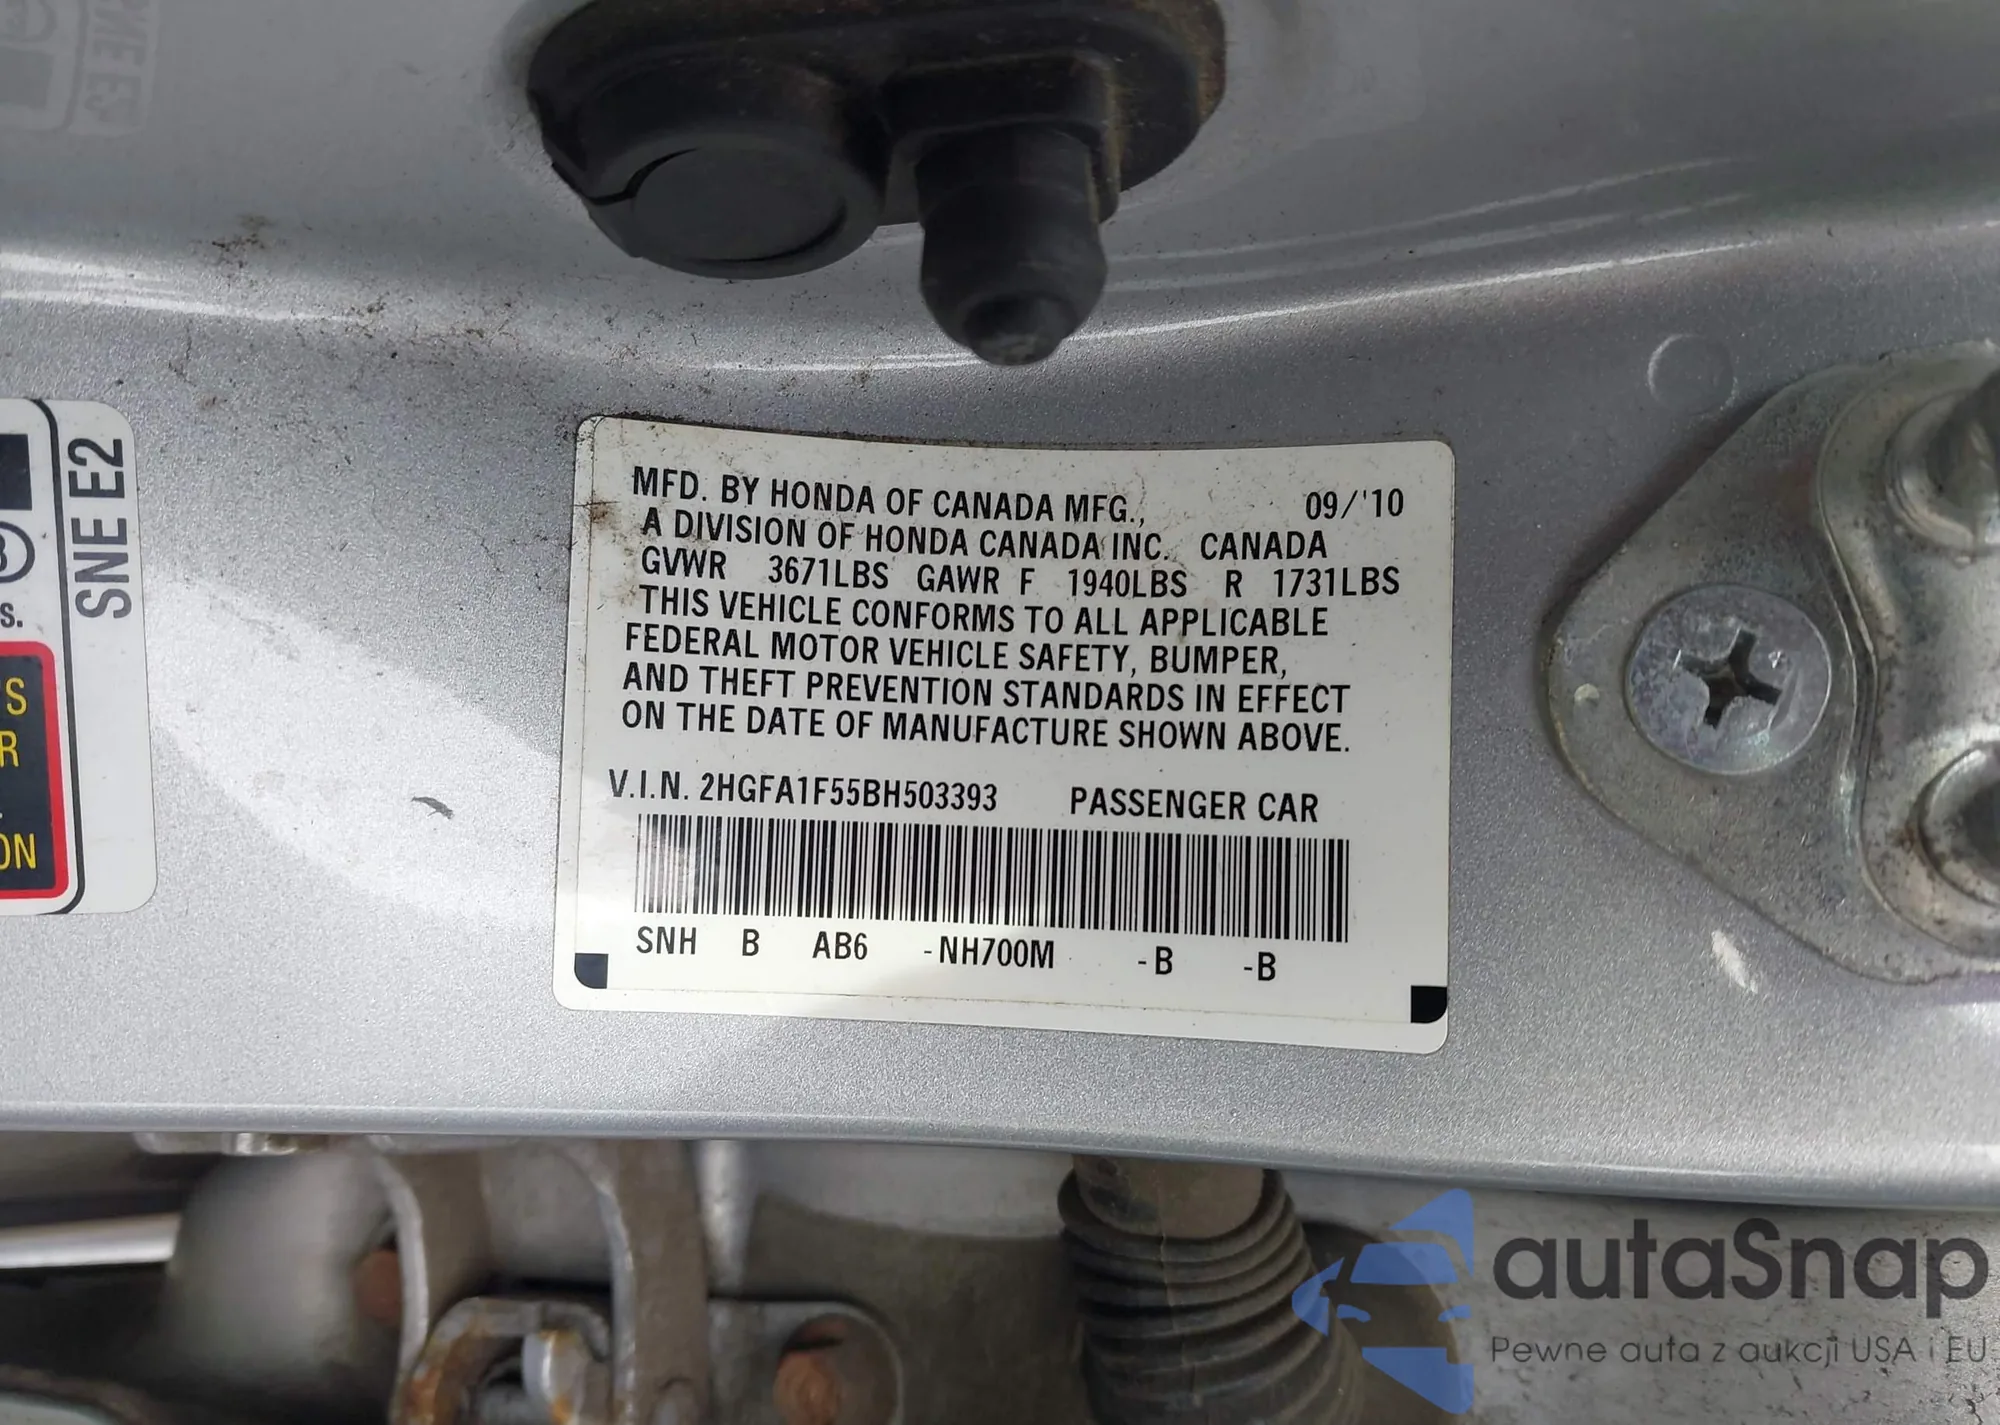 SNE E2
S.
S
R
ON
MFD. BY HONDA OF CANADA MFG., 09/'10
A DIVISION OF HONDA CANADA INC. CANADA
GVWR 3671LBS GAWR F 1940LBS R 1731LBS
THIS VEHICLE CONFORMS TO ALL APPLICABLE
FEDERAL MOTOR VEHICLE SAFETY, BUMPER,
AND THEFT PREVENTION STANDARDS IN EFFECT
ON THE DATE OF MANUFACTURE SHOWN ABOVE.
V.I.N. 2HGFA1F55BH503393 PASSENGER CAR
SNH B AB6 -NH700M -B -B
autaSnap
Pewne auta z aukcji USA i EU